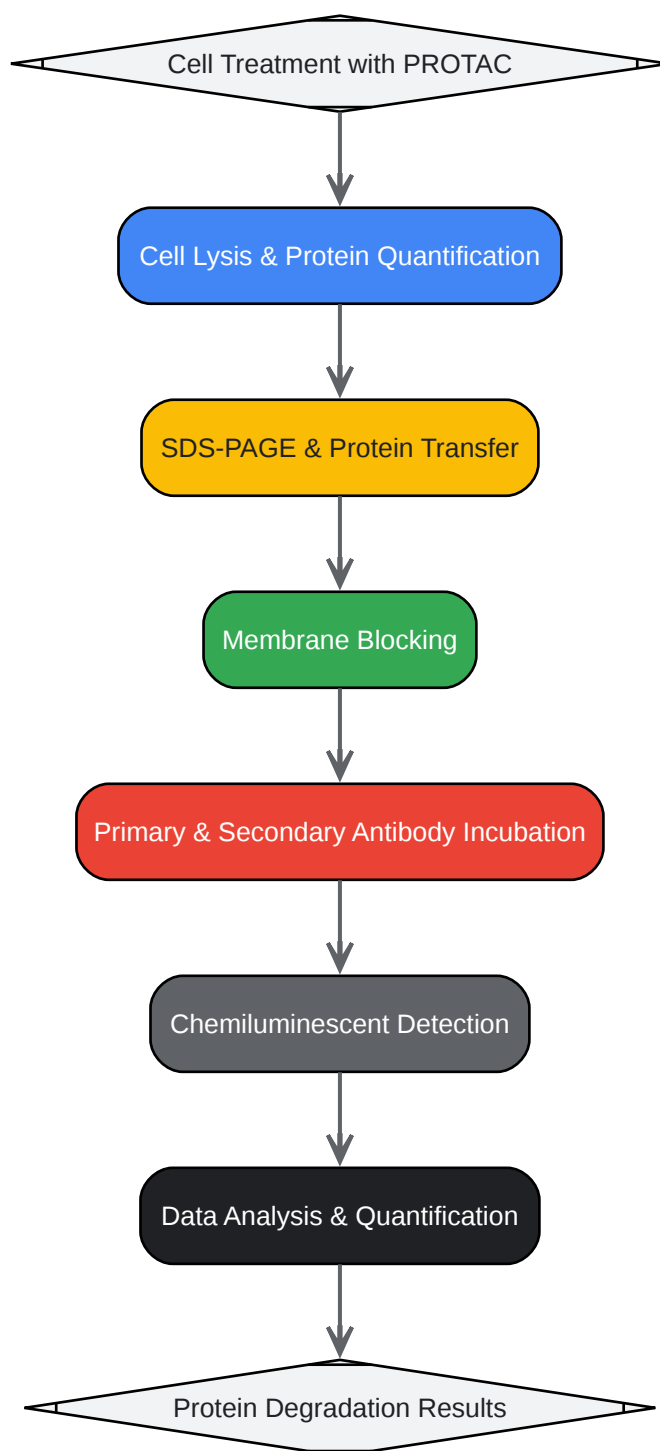 Cell Treatment with PROTAC
Cell Lysis & Protein Quantification
SDS-PAGE & Protein Transfer
Membrane Blocking
Primary & Secondary Antibody Incubation
Chemiluminescent Detection
Data Analysis & Quantification
Protein Degradation Results